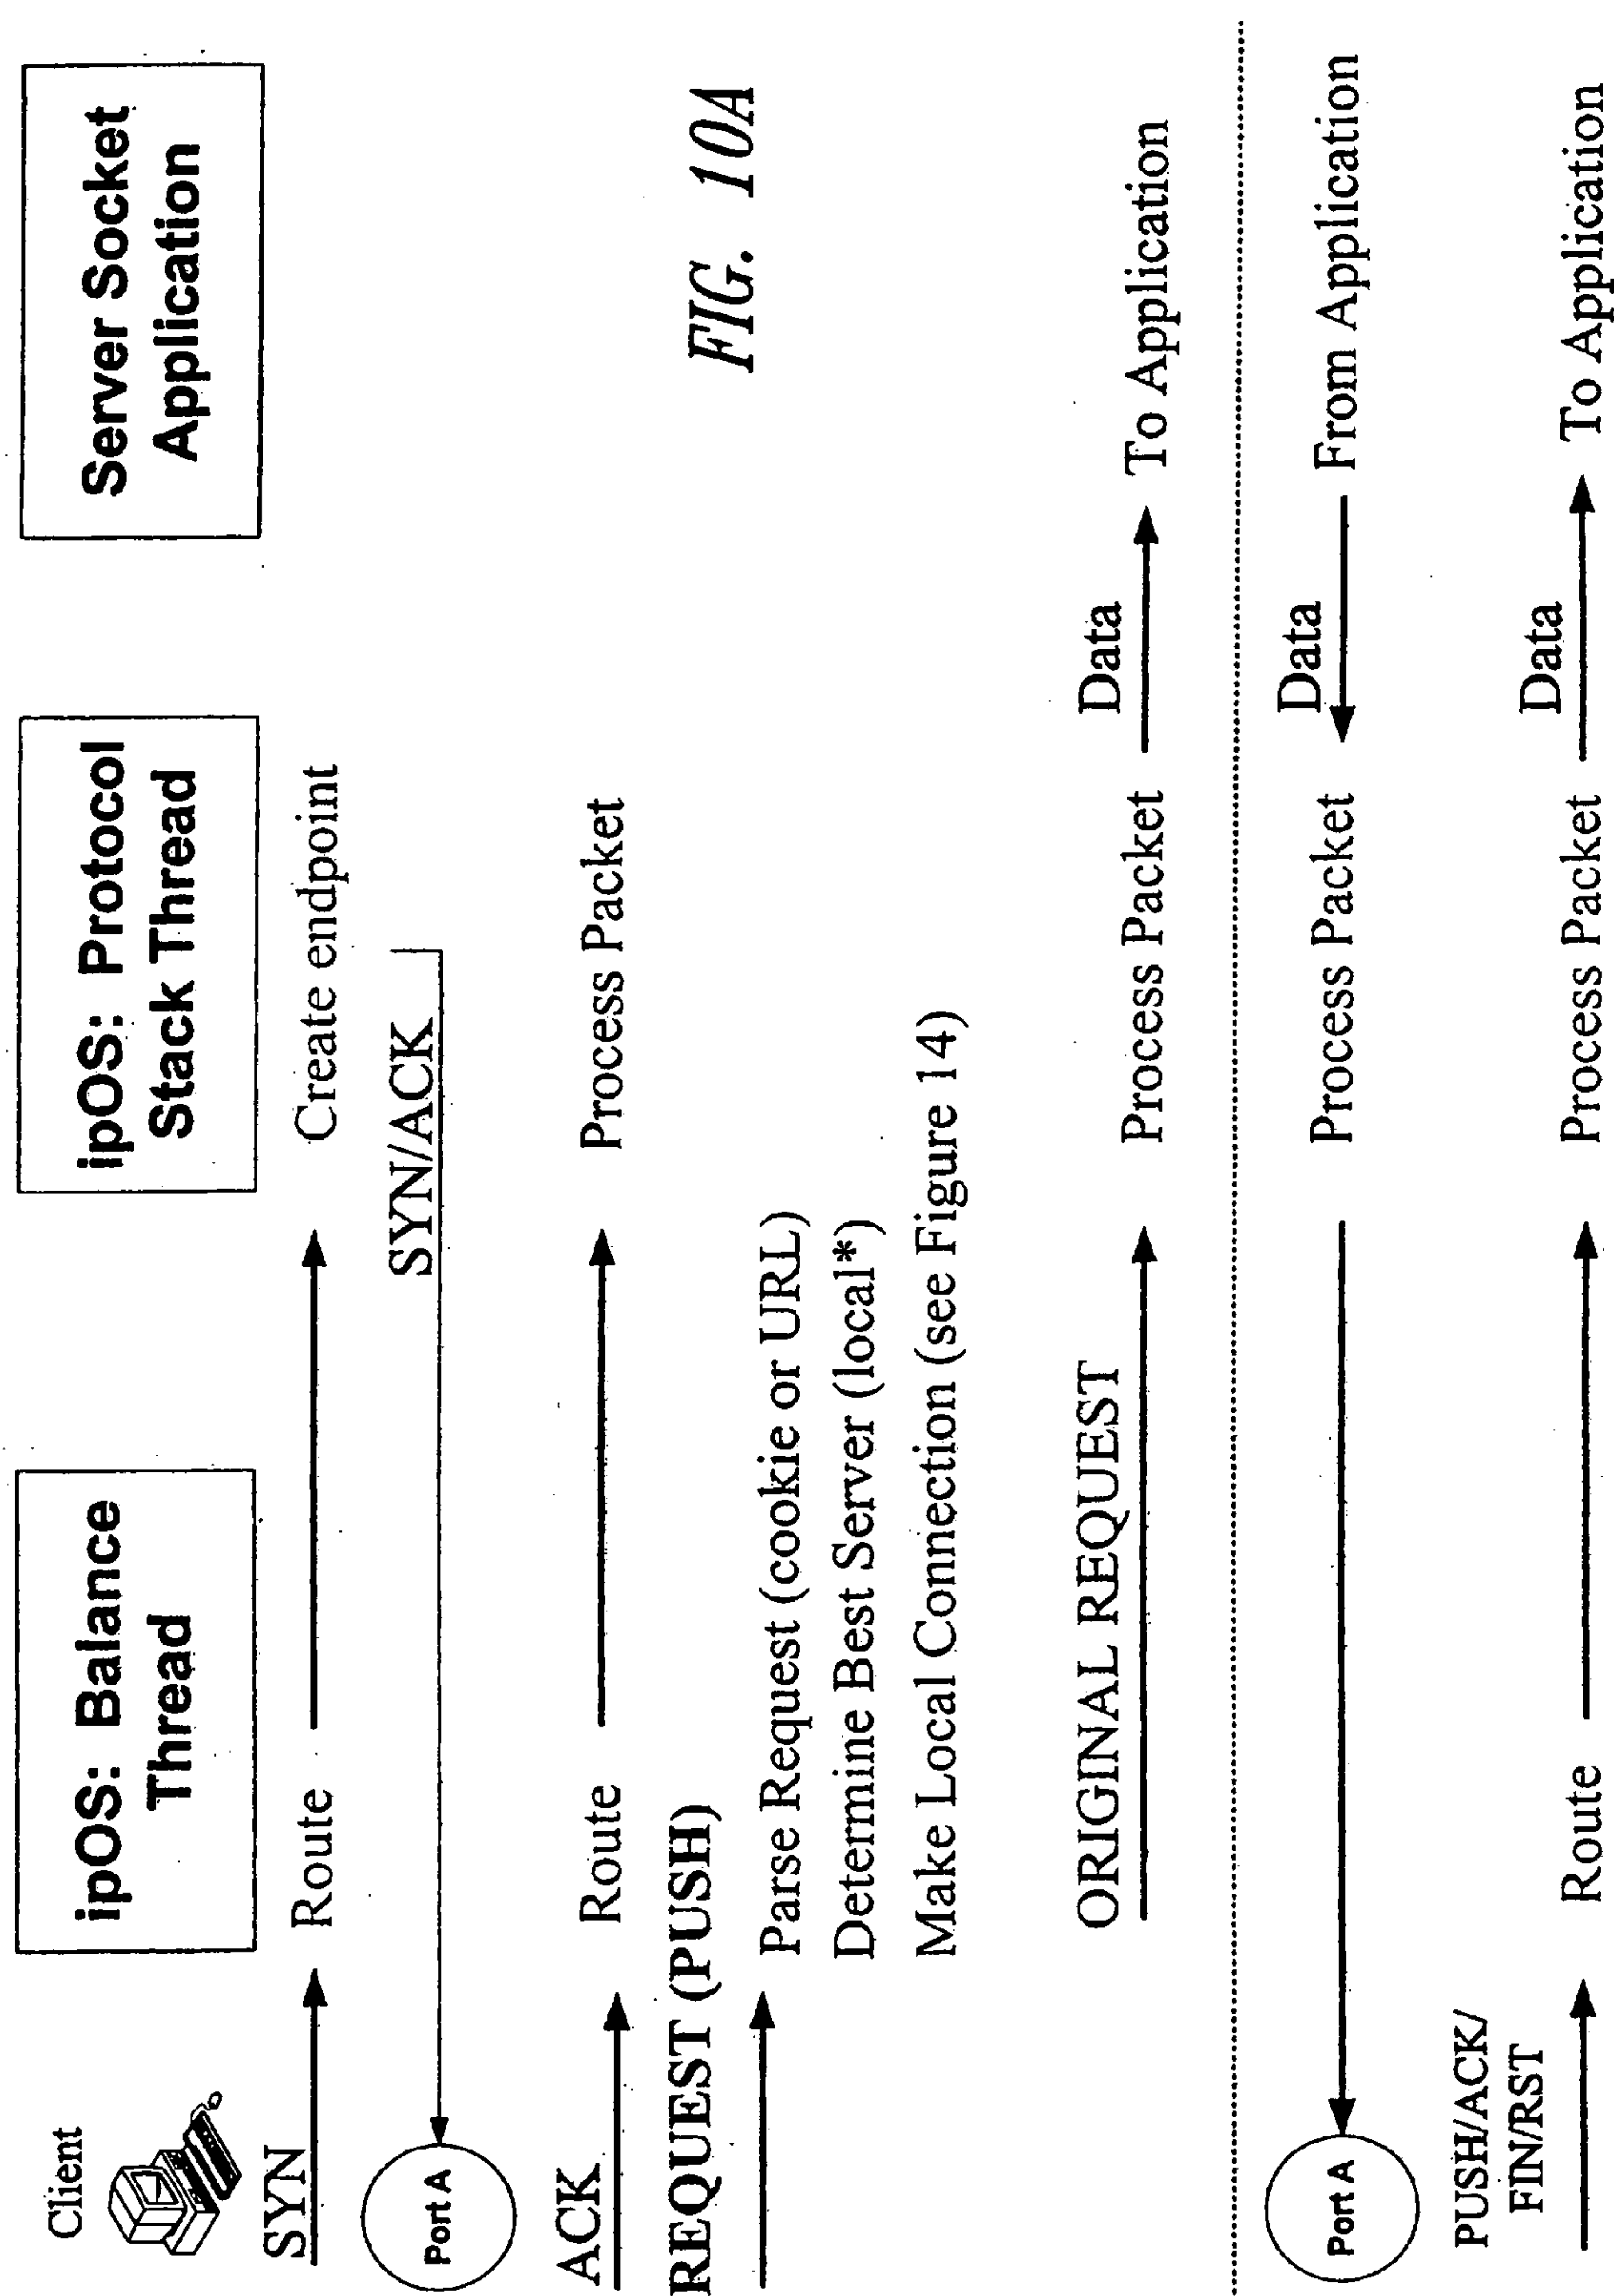 Client
ipOS: Balance
Thread
ipOS: Protocol
Stack Thread
Server Socket
Application
SYN
Route
Create endpoint
SYN/ACK
Port A
ACK
Route
Process Packet
REQUEST (PUSH)
Parse Request (cookie or URL)
Determine Best Server (local*)
Make Local Connection (see Figure 14)
FIG. 10A
ORIGINAL REQUEST
Process Packet
Data
To Application
Port A
Process Packet
Data
From Application
PUSH/ACK/
FIN/RST
Route
Process Packet
Data
To Application